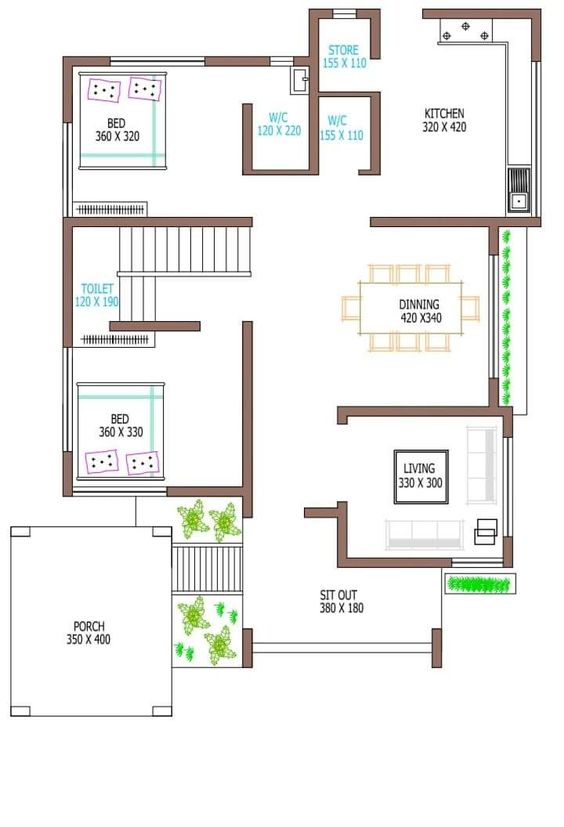 STORE
155 X 110
BED
360 X 320
W/C
120 X 220
W/C
155 X 110
KITCHEN
320 X 420
TOILET
120 X 190
DINNING
420 X340
BED
360 X 330
LIVING
330 X 300
SIT OUT
380 X 180
PORCH
350 X 400